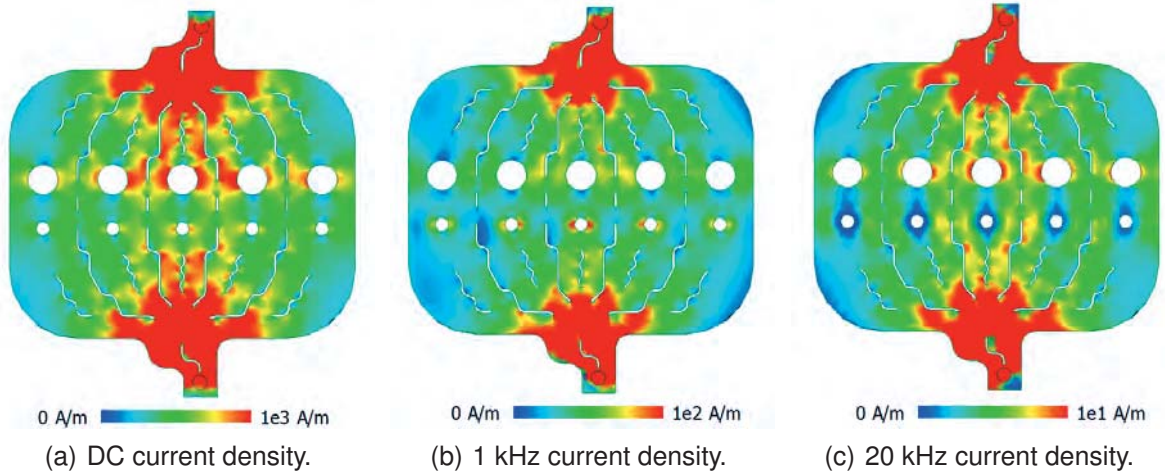 0 A/m 1e3 A/m
0 A/m 1e2 A/m
0 A/m 1e1 A/m
(a) DC current density.
(b) 1 kHz current density.
(c) 20 kHz current density.